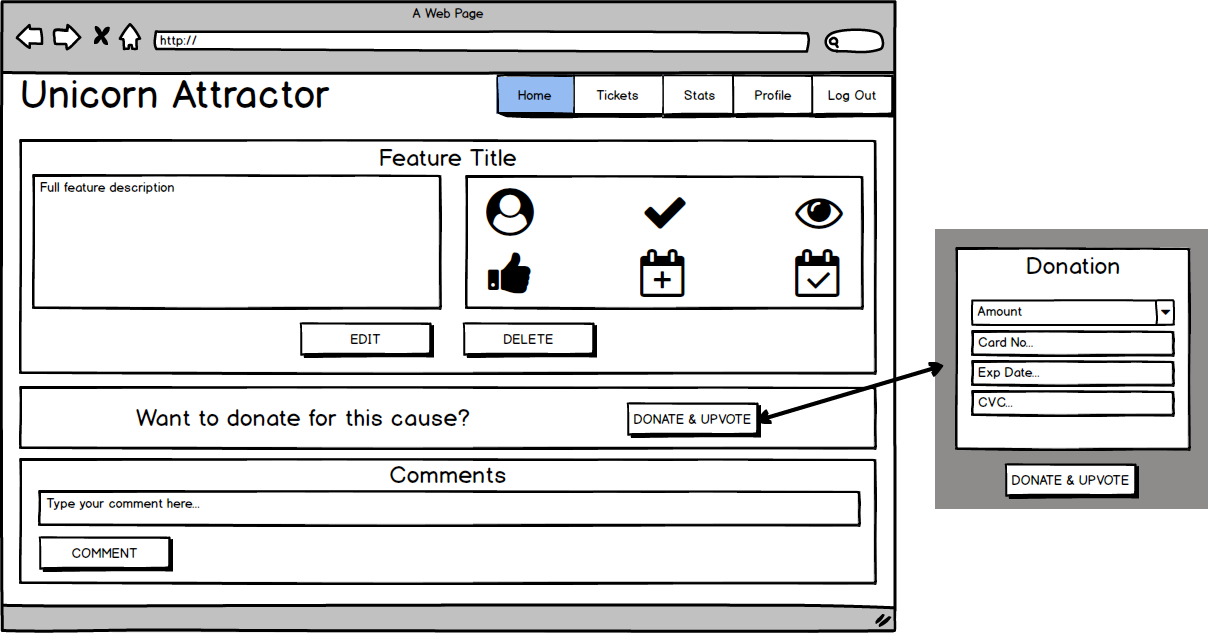 A Web Page
http://
Unicorn Attractor
Home Tickets Stats Profile Log Out
Feature Title
Full feature description
EDIT DELETE
Want to donate for this cause? DONATE & UPVOTE
Comments
Type your comment here...
COMMENT
Donation
Amount
Card No...
Exp Date...
CVC...
DONATE & UPVOTE